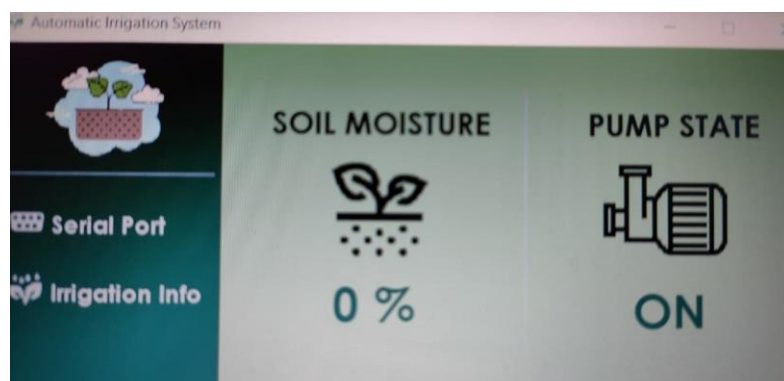 Automatic Irrigation System
SOIL MOISTURE
PUMP STATE
Serial Port
Irrigation Info
0 %
ON